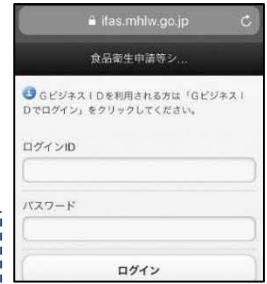 ifas.mhlw.go.jp
食品衛生申請等シ...
GビジネスIDを利用される方は「GビジネスI
Dでログイン」をクリックしてください。
ログインID
パスワード
ログイン